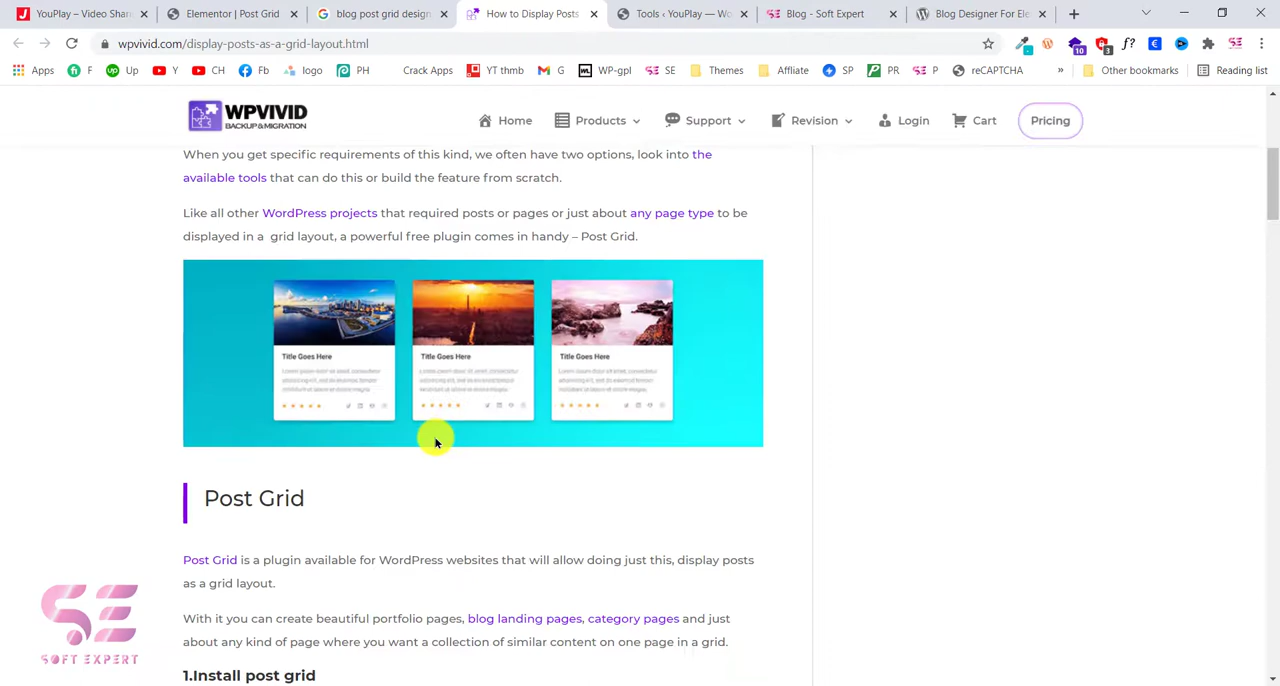 YouPlay – Video Shar
Elementor | Post Grid
blog post grid design
How to Display Posts
Tools ‹ YouPlay — Wo
Blog - Soft Expert
Blog Designer For Ele
wpvivid.com/display-posts-as-a-grid-layout.html
Apps F Up Y CH Fb logo PH Crack Apps YT thmb G WP-gpl SE Themes Affliate SP PR P reCAPTCHA » Other bookmarks Reading list
WPVIVID
BACKUP & MIGRATION
Home Products Support Revision Login Cart Pricing
When you get specific requirements of this kind, we often have two options, look into the
available tools that can do this or build the feature from scratch.
Like all other WordPress projects that required posts or pages or just about any page type to be
displayed in a grid layout, a powerful free plugin comes in handy – Post Grid.
Title Goes Here Title Goes Here Title Goes Here
Post Grid
Post Grid is a plugin available for WordPress websites that will allow doing just this, display posts
as a grid layout.
With it you can create beautiful portfolio pages, blog landing pages, category pages and just
about any kind of page where you want a collection of similar content on one page in a grid.
1.Install post grid
SE
SOFT EXPERT